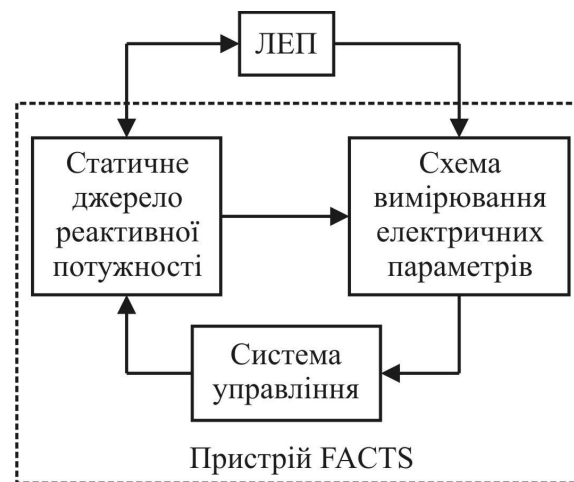 ЛЕП
Статичне
джерело
реактивної
потужності
Схема
вимірювання
електричних
параметрів
Система
управління
Пристрій FACTS